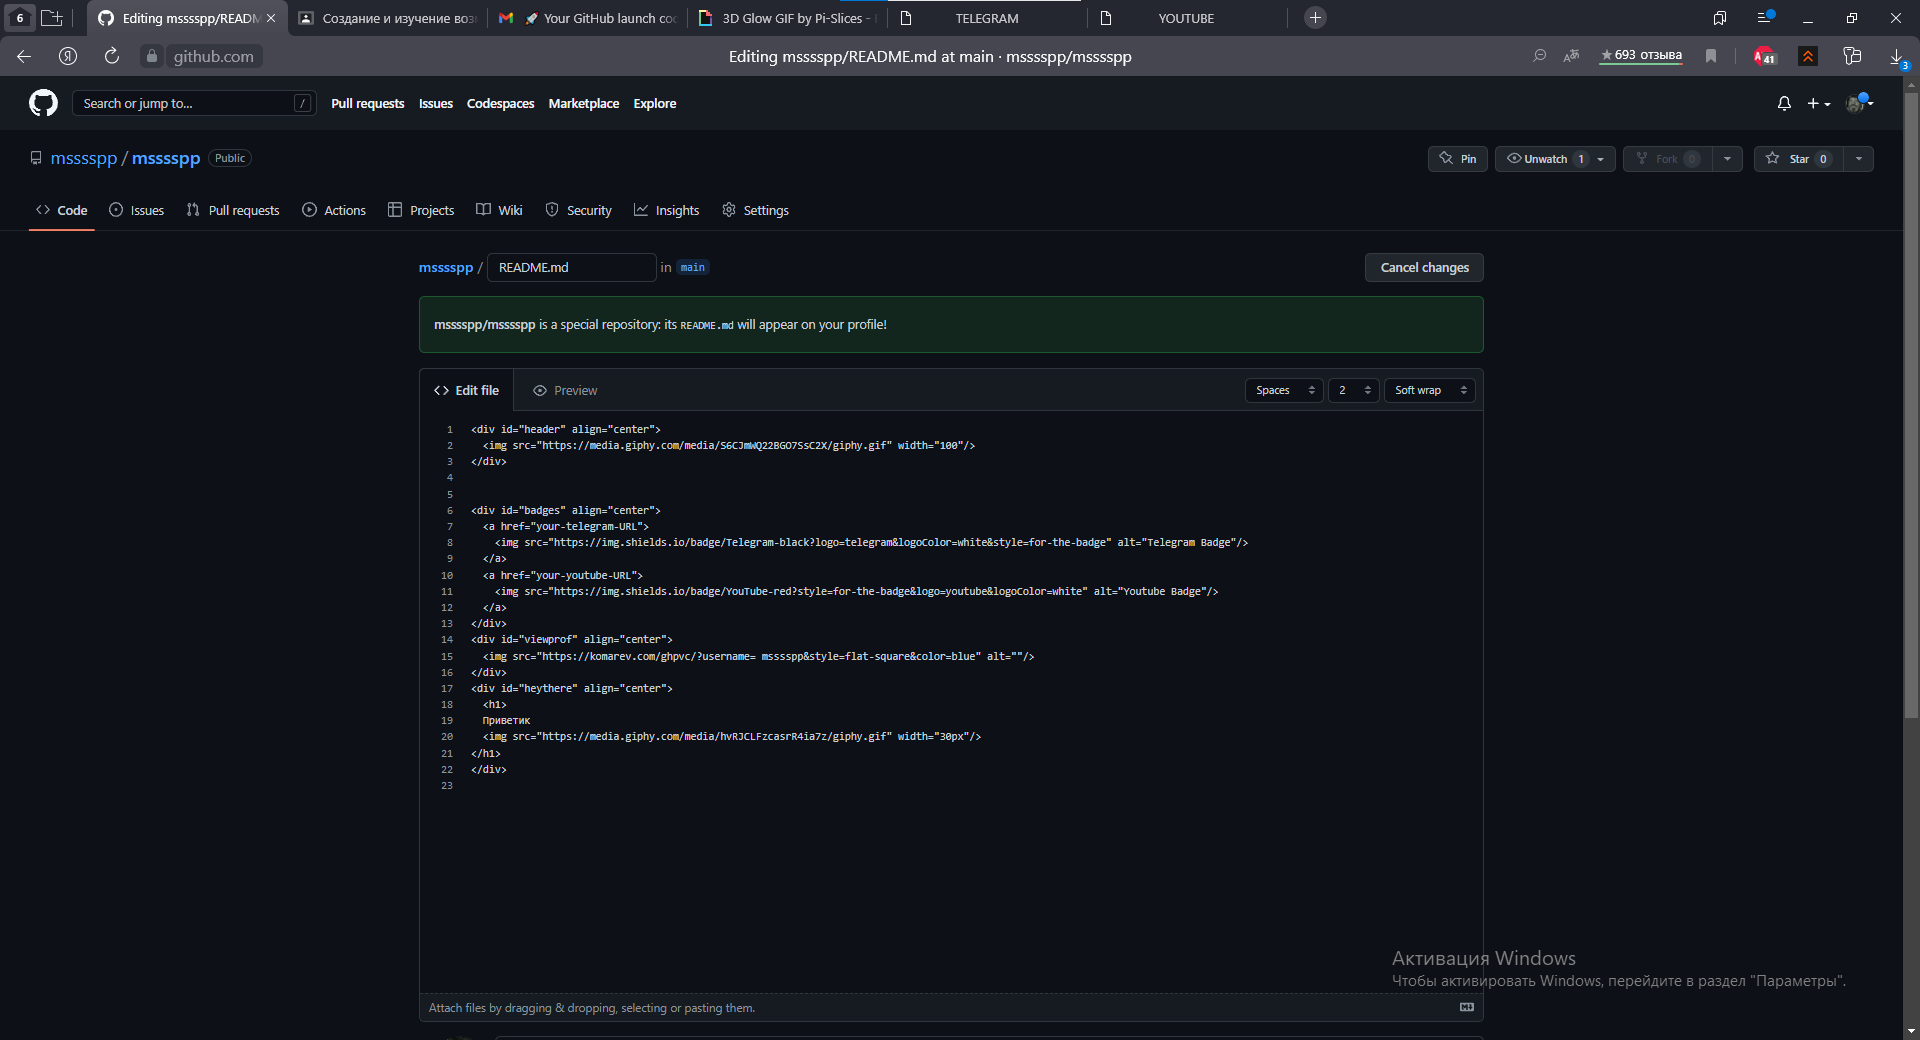 6
Editing msssspp/READM
Создание и изучение воз
🚀 Your GitHub launch coo
3D Glow GIF by Pi-Slices -
TELEGRAM
YOUTUBE
github.com
Editing msssspp/README.md at main · msssspp/msssspp
★ 693 отзыва
41
3
Search or jump to...
/
Pull requests
Issues
Codespaces
Marketplace
Explore
msssspp / msssspp
Public
Pin
Unwatch 1
Fork 0
Star 0
Code
Issues
Pull requests
Actions
Projects
Wiki
Security
Insights
Settings
msssspp / README.md in main
Cancel changes
msssspp/msssspp is a special repository: its README.md will appear on your profile!
Edit file
Preview
Spaces
2
Soft wrap
1 <div id="header" align="center">
2 <img src="https://media.giphy.com/media/S6CJmWQ22BGO7SsC2X/giphy.gif" width="100"/>
3 </div>
4
5
6 <div id="badges" align="center">
7 <a href="your-telegram-URL">
8 <img src="https://img.shields.io/badge/Telegram-black?logo=telegram&logoColor=white&style=for-the-badge" alt="Telegram Badge"/>
9 </a>
10 <a href="your-youtube-URL">
11 <img src="https://img.shields.io/badge/YouTube-red?style=for-the-badge&logo=youtube&logoColor=white" alt="Youtube Badge"/>
12 </a>
13 </div>
14 <div id="viewprof" align="center">
15 <img src="https://komarev.com/ghpvc/?username= msssspp&style=flat-square&color=blue" alt=""/>
16 </div>
17 <div id="heythere" align="center">
18 <h1>
19 Приветик
20 <img src="https://media.giphy.com/media/hvRJCLFzcasrR4ia7z/giphy.gif" width="30px"/>
21 </h1>
22 </div>
23
Активация Windows
Чтобы активировать Windows, перейдите в раздел "Параметры".
Attach files by dragging & dropping, selecting or pasting them.